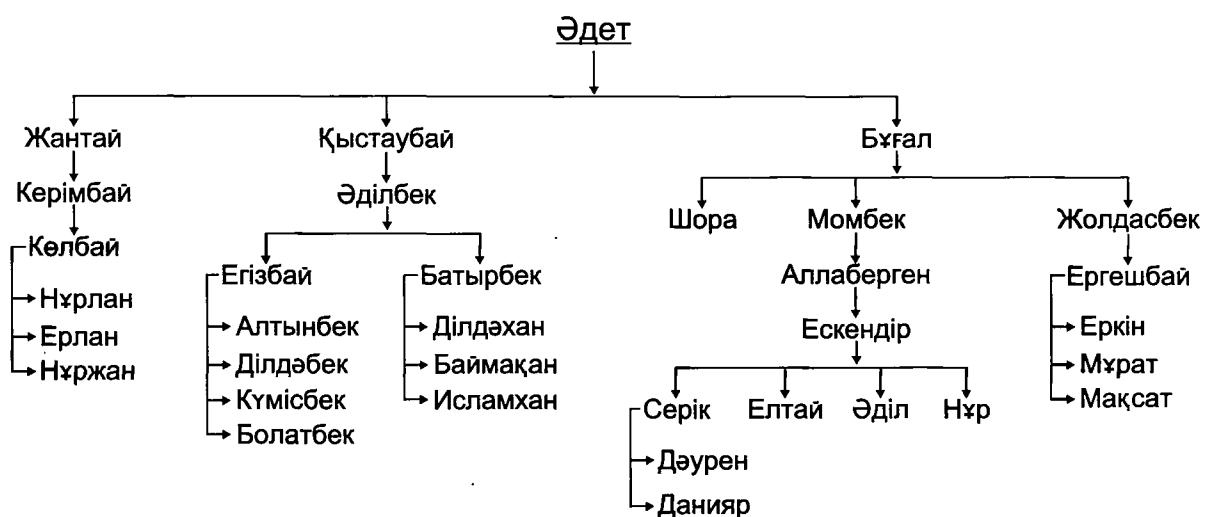 Әдет
Жантай Қыстаубай Бұғал
Керімбай Әділбек Шора Момбек Жолдасбек
Көлбай Егізбай Батырбек Аллаберген Ергешбай
Нұрлан Алтынбек Ділдәхан Ескендір Еркін
Ерлан Ділдәбек Баймақан Мұрат
Нұржан Күмісбек Исламхан Серік Елтай Әділ Нұр Мақсат
Болатбек Дәурен
Данияр